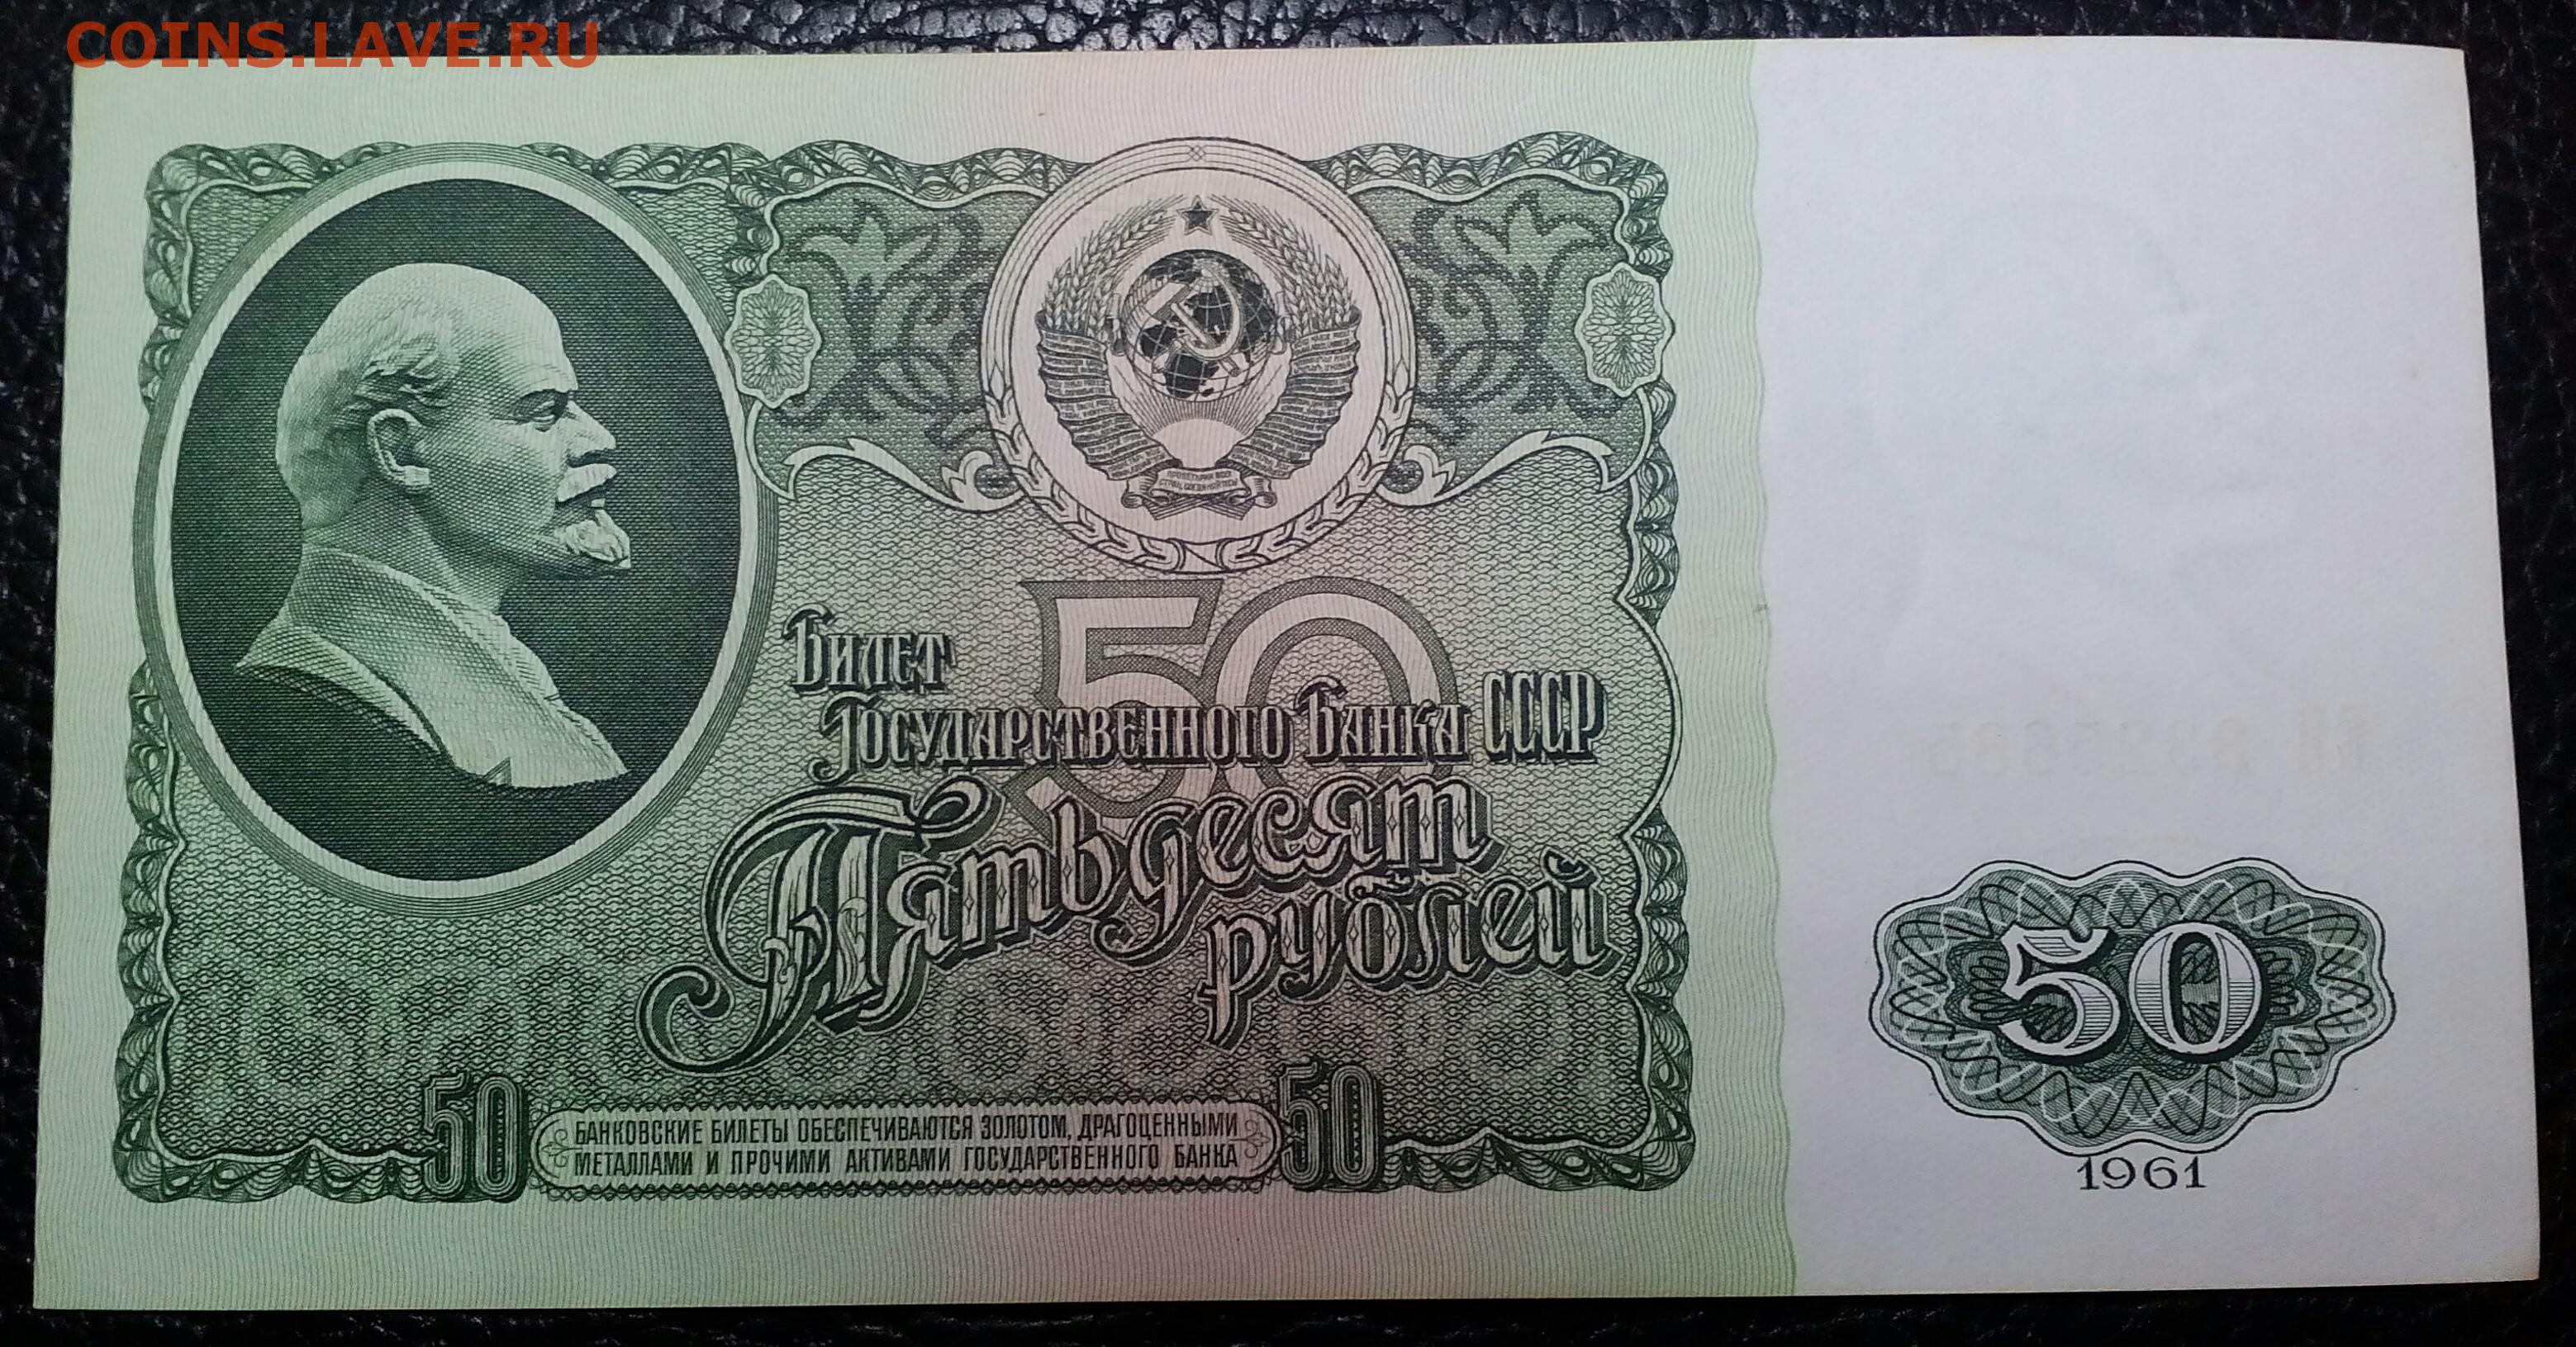 COINS.LAVE.RU
Билет
Государственного Банка СССР
50
Пятьдесят
рублей
50
50 БАНКОВСКИЕ БИЛЕТЫ ОБЕСПЕЧИВАЮТСЯ ЗОЛОТОМ, ДРАГОЦЕННЫМИ 50
МЕТАЛЛАМИ И ПРОЧИМИ АКТИВАМИ ГОСУДАРСТВЕННОГО БАНКА
1961